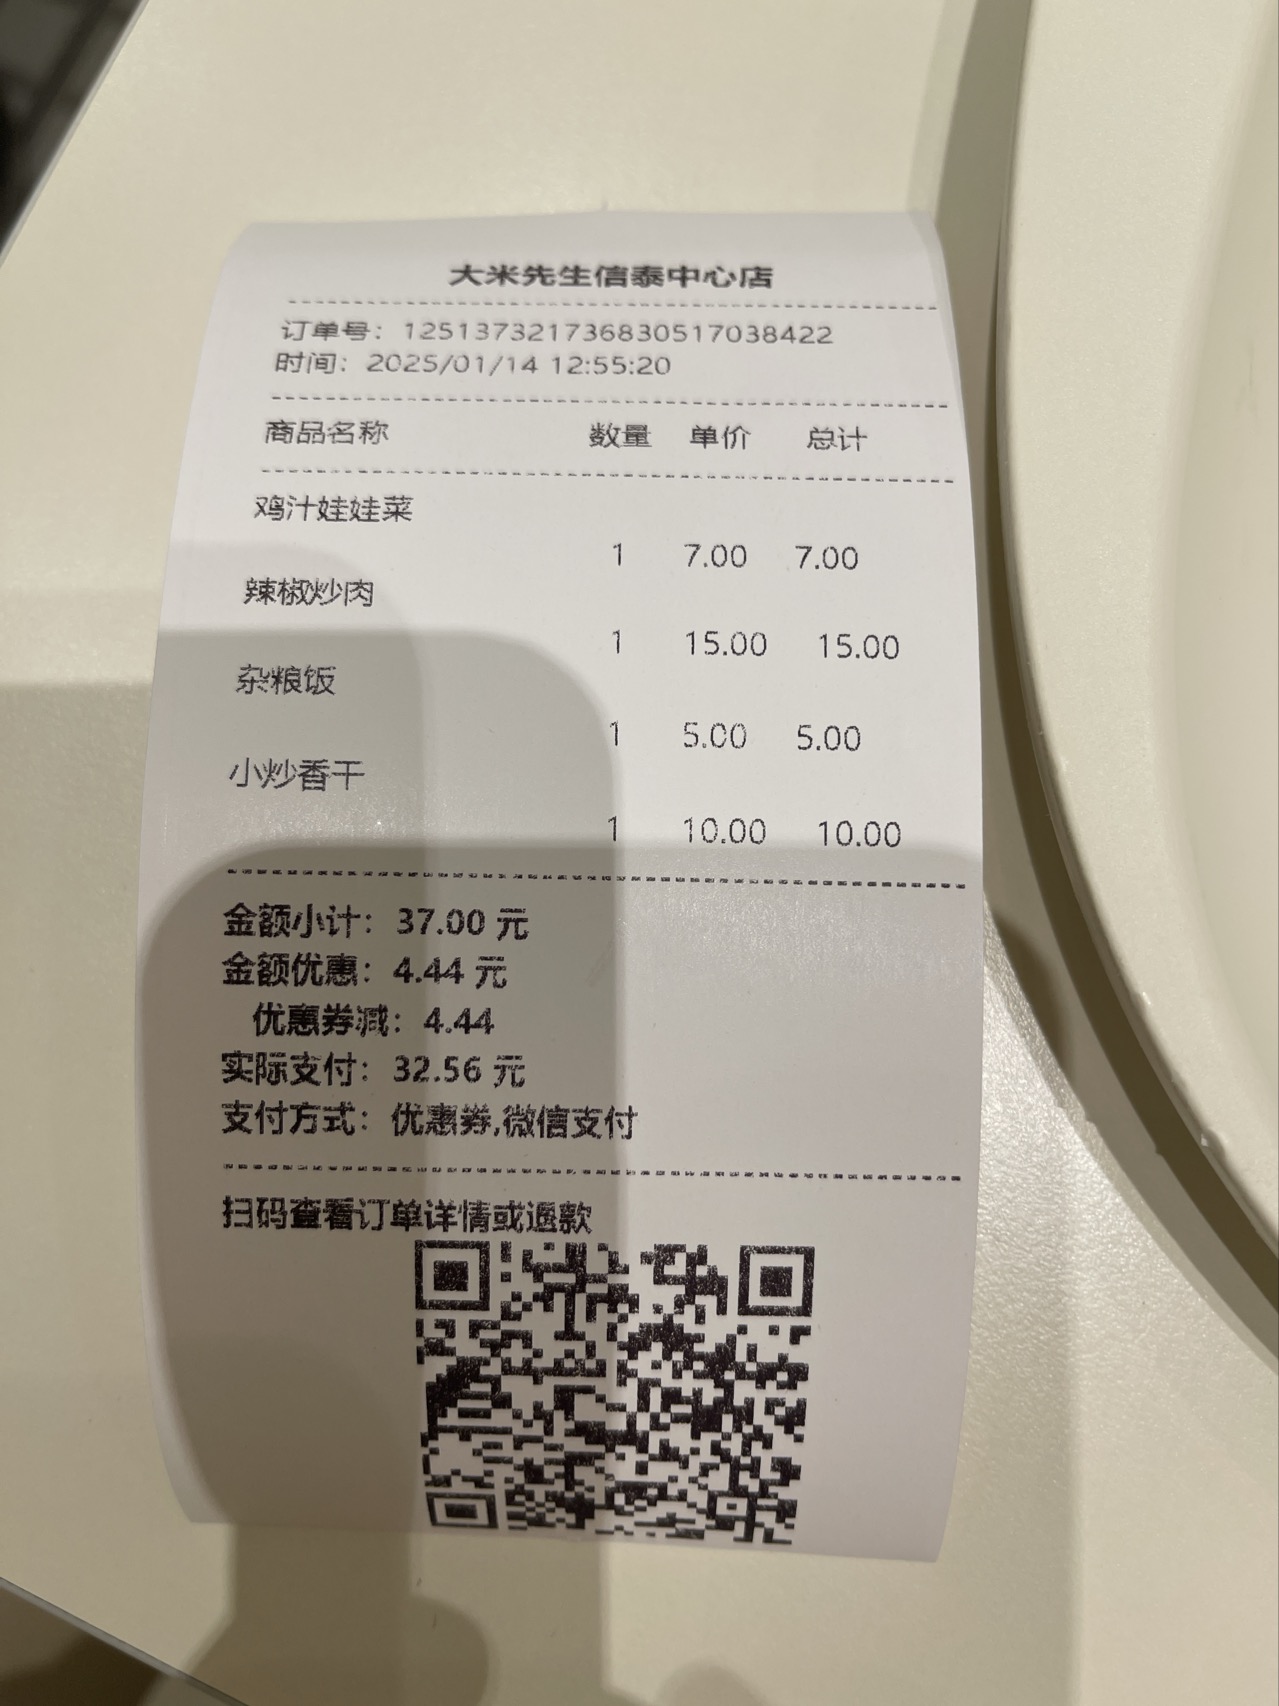 大米先生信泰中心店
订单号：1251373217368305170​38422
时间：2025/01/14 12:55:20
商品名称 数量 单价 总计
鸡汁娃娃菜
1 7.00 7.00
辣椒炒肉
1 15.00 15.00
杂粮饭
1 5.00 5.00
小炒香干
1 10.00 10.00
金额小计：37.00 元
金额优惠：4.44 元
优惠券减：4.44
实际支付：32.56 元
支付方式：优惠券,微信支付
扫码查看订单详情或退款